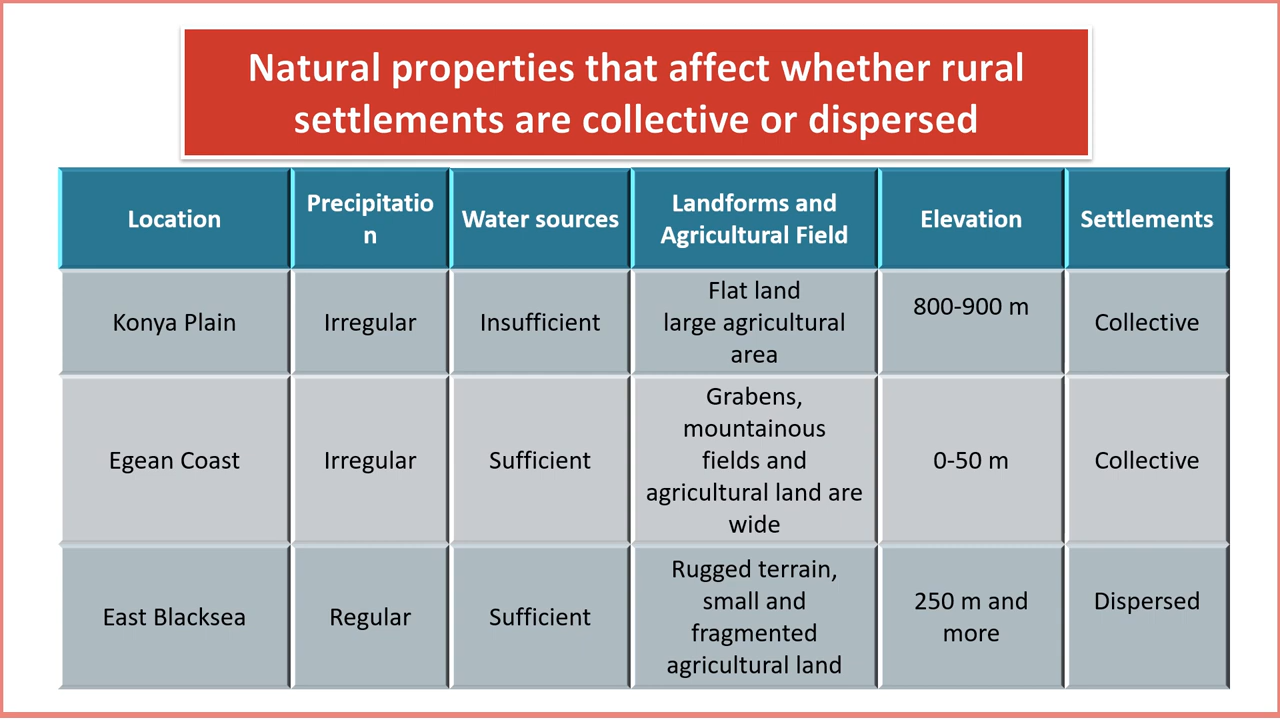 Natural properties that affect whether rural
settlements are collective or dispersed
Location
Precipitatio
n
Water sources
Landforms and
Agricultural Field
Elevation
Settlements
Konya Plain
Irregular
Insufficient
Flat land
large agricultural
area
800-900 m
Collective
Egean Coast
Irregular
Sufficient
Grabens,
mountainous
fields and
agricultural land are
wide
0-50 m
Collective
East Blacksea
Regular
Sufficient
Rugged terrain,
small and
fragmented
agricultural land
250 m and
more
Dispersed